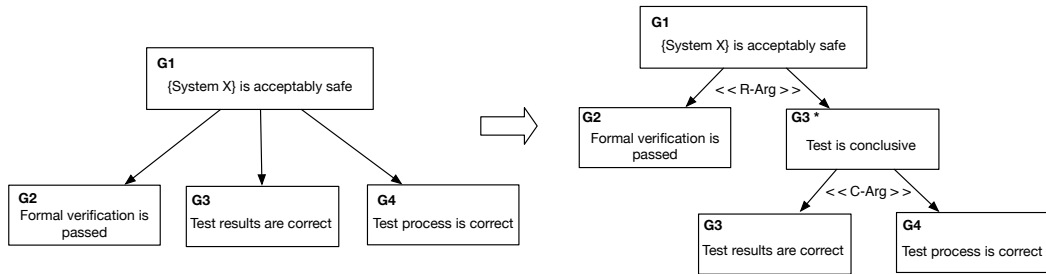 G1
{System X} is acceptably safe
G2
Formal verification is
passed
G3
Test results are correct
G4
Test process is correct
G1
{System X} is acceptably safe
<< R-Arg >>
G2
Formal verification is
passed
G3 *
Test is conclusive
<< C-Arg >>
G3
Test results are correct
G4
Test process is correct